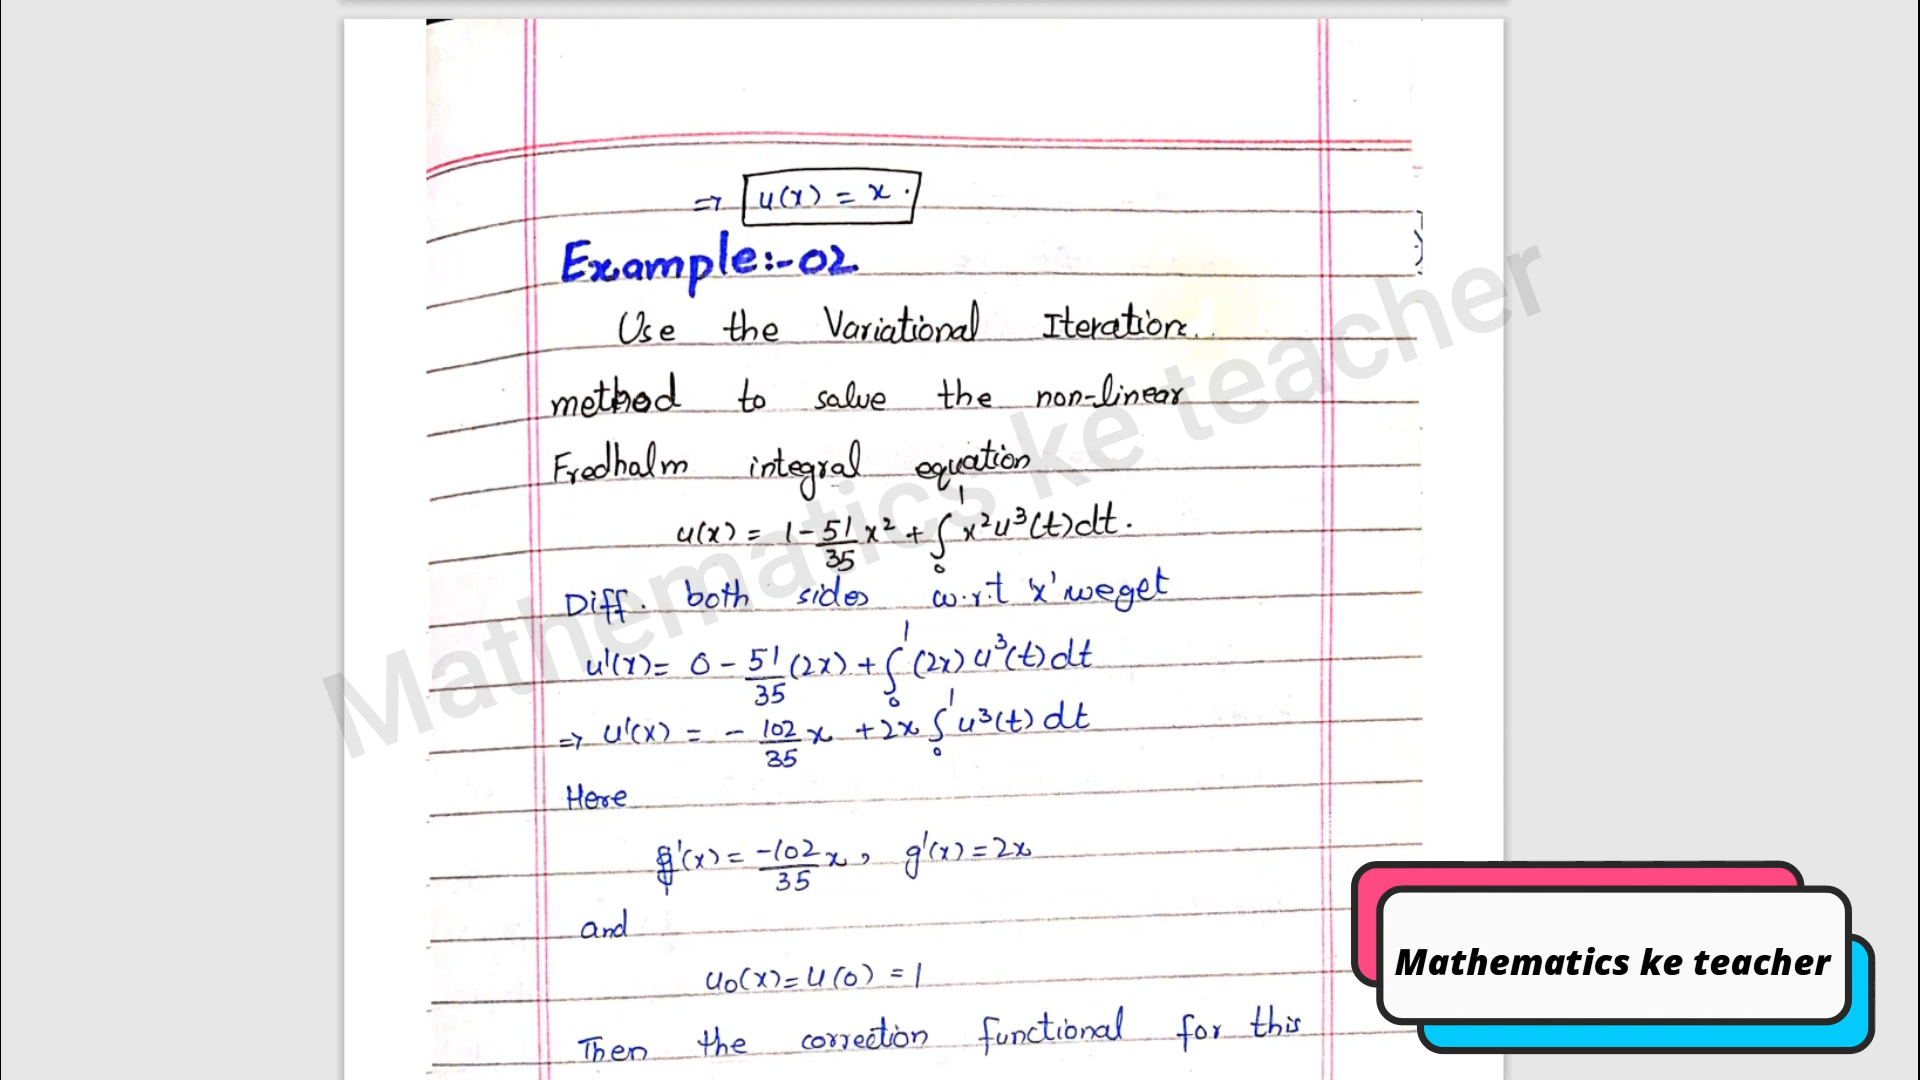 ⇒ u(x) = x.
Example:-02
Use the Variational Iteration
method to salve the non-linear
Fredhalm integral equation
u(x) = 1 - 51/35 x² + ∫₀¹ x²u³(t)dt.
Diff. both sides w.r.t 'x' we get
u'(x) = 0 - 51/35 (2x) + ∫₀¹ (2x) u³(t) dt
⇒ u'(x) = - 102/35 x + 2x ∫₀¹ u³(t) dt
Here
f'(x) = -102/35 x, g'(x) = 2x
and
u₀(x) = u(0) = 1
Then the correction functional for this
Mathematics ke teacher
Mathematics ke teacher